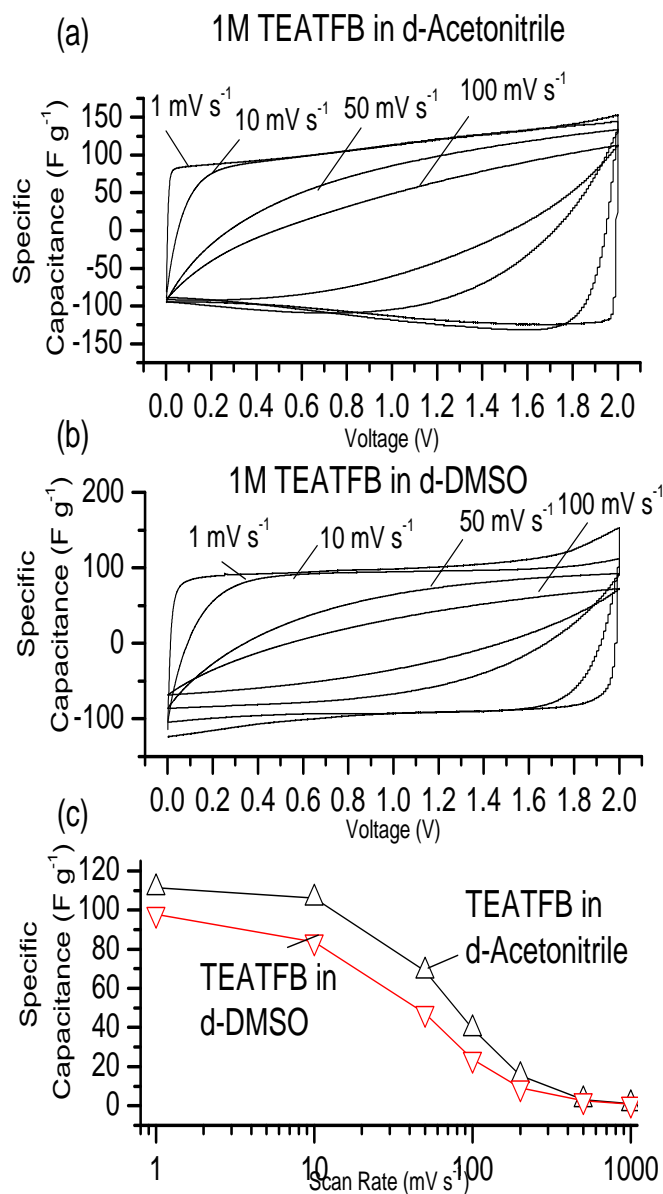 (a) 1M TEATFB in d-Acetonitrile
1 mV s⁻¹
10 mV s⁻¹
50 mV s⁻¹
100 mV s⁻¹
Specific
Capacitance (F g⁻¹)
150
100
50
0
-50
-100
-150
0.0 0.2 0.4 0.6 0.8 1.0 1.2 1.4 1.6 1.8 2.0
Voltage (V)
(b)
1M TEATFB in d-DMSO
1 mV s⁻¹
10 mV s⁻¹
50 mV s⁻¹
100 mV s⁻¹
Specific
Capacitance (F g⁻¹)
200
100
0
-100
0.0 0.2 0.4 0.6 0.8 1.0 1.2 1.4 1.6 1.8 2.0
Voltage (V)
(c)
Specific
Capacitance (F g⁻¹)
120
100
80
60
40
20
0
TEATFB in
d-Acetonitrile
TEATFB in
d-DMSO
1 10 100 1000
Scan Rate (mV s⁻¹)